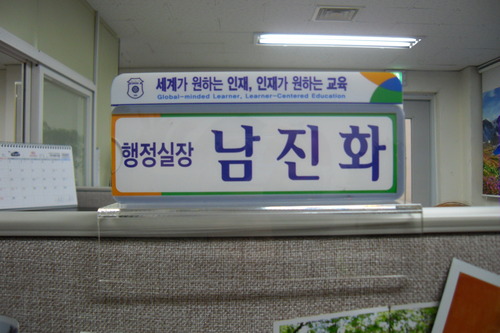 세계가 원하는 인재, 인재가 원하는 교육
Global-minded Learner, Learner-Centered Education
행정실장 남진화